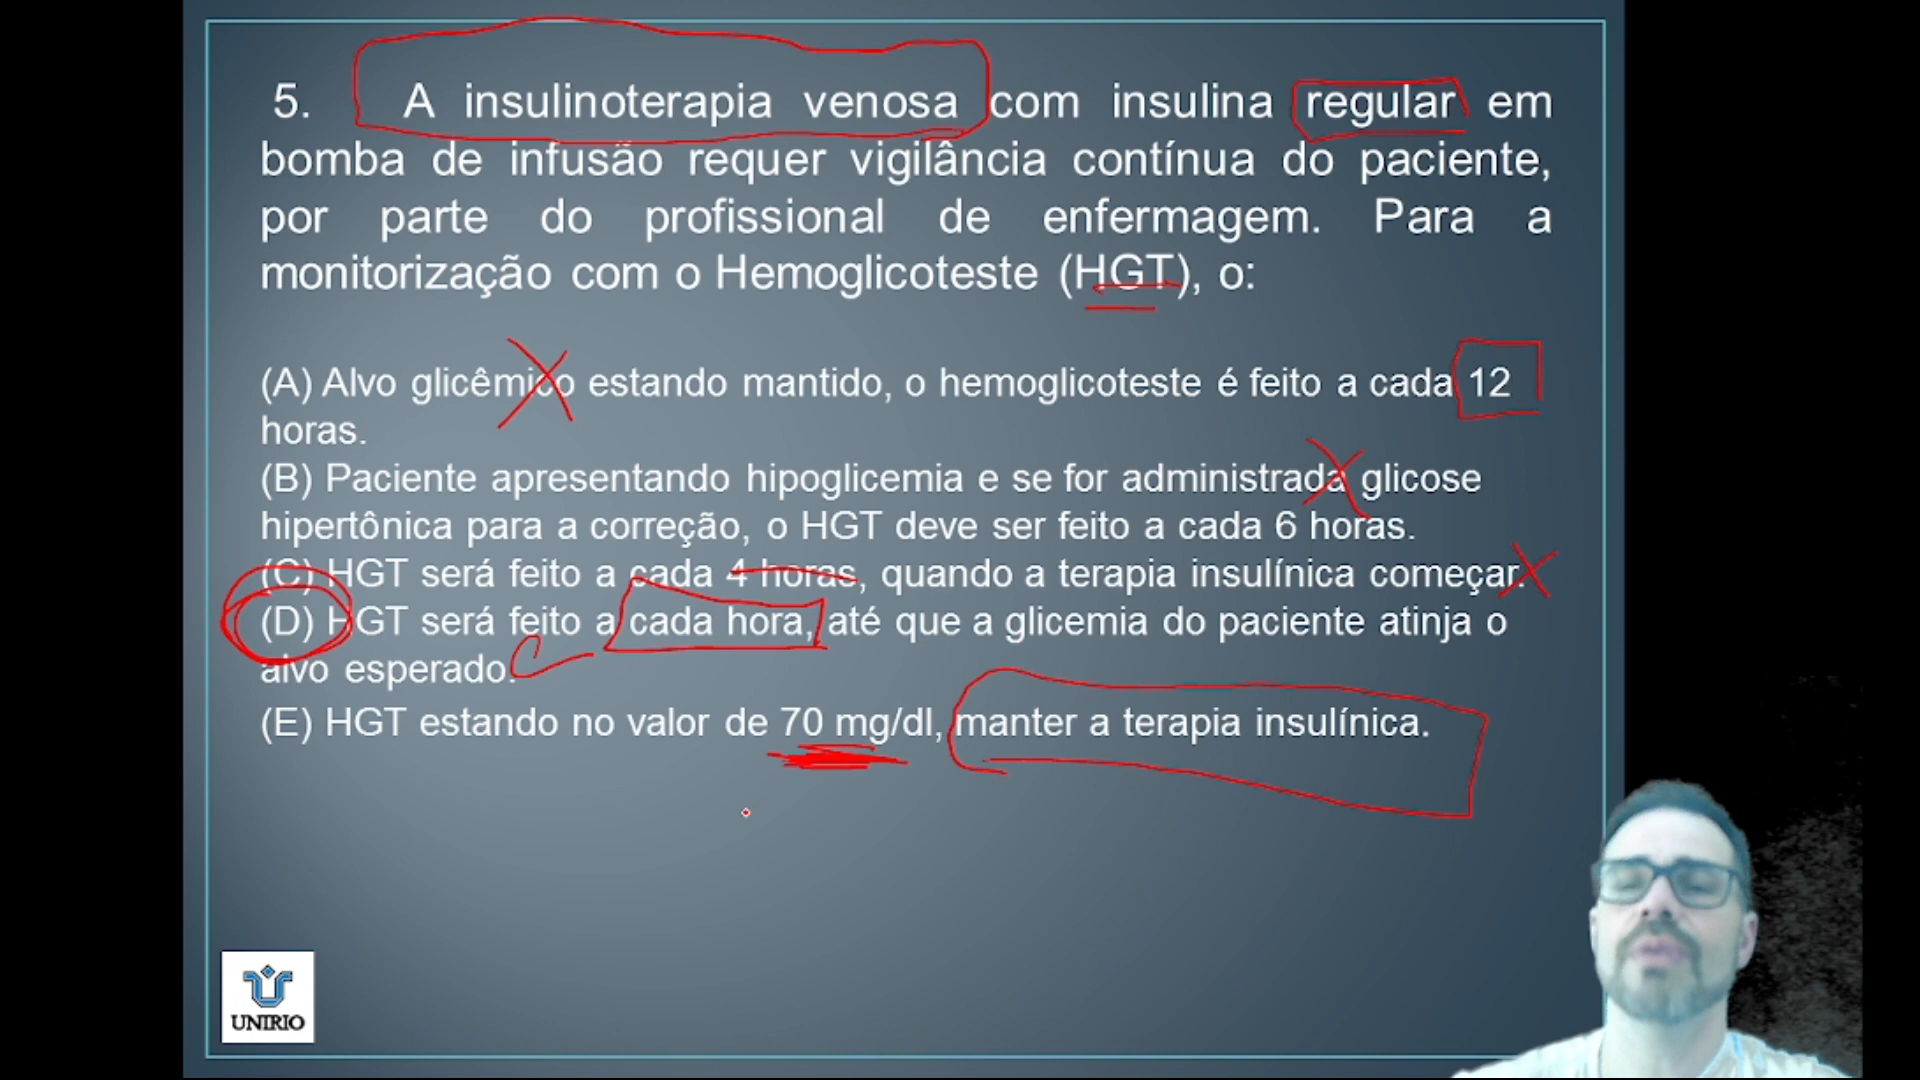 5. A insulinoterapia venosa com insulina regular em
bomba de infusão requer vigilância contínua do paciente,
por parte do profissional de enfermagem. Para a
monitorização com o Hemoglicoteste (HGT), o:
(A) Alvo glicêmico estando mantido, o hemoglicoteste é feito a cada 12
horas.
(B) Paciente apresentando hipoglicemia e se for administrada glicose
hipertônica para a correção, o HGT deve ser feito a cada 6 horas.
(C) HGT será feito a cada 4 horas, quando a terapia insulínica começar.
(D) HGT será feito a cada hora, até que a glicemia do paciente atinja o
alvo esperado.
(E) HGT estando no valor de 70 mg/dl, manter a terapia insulínica.
UNIRIO